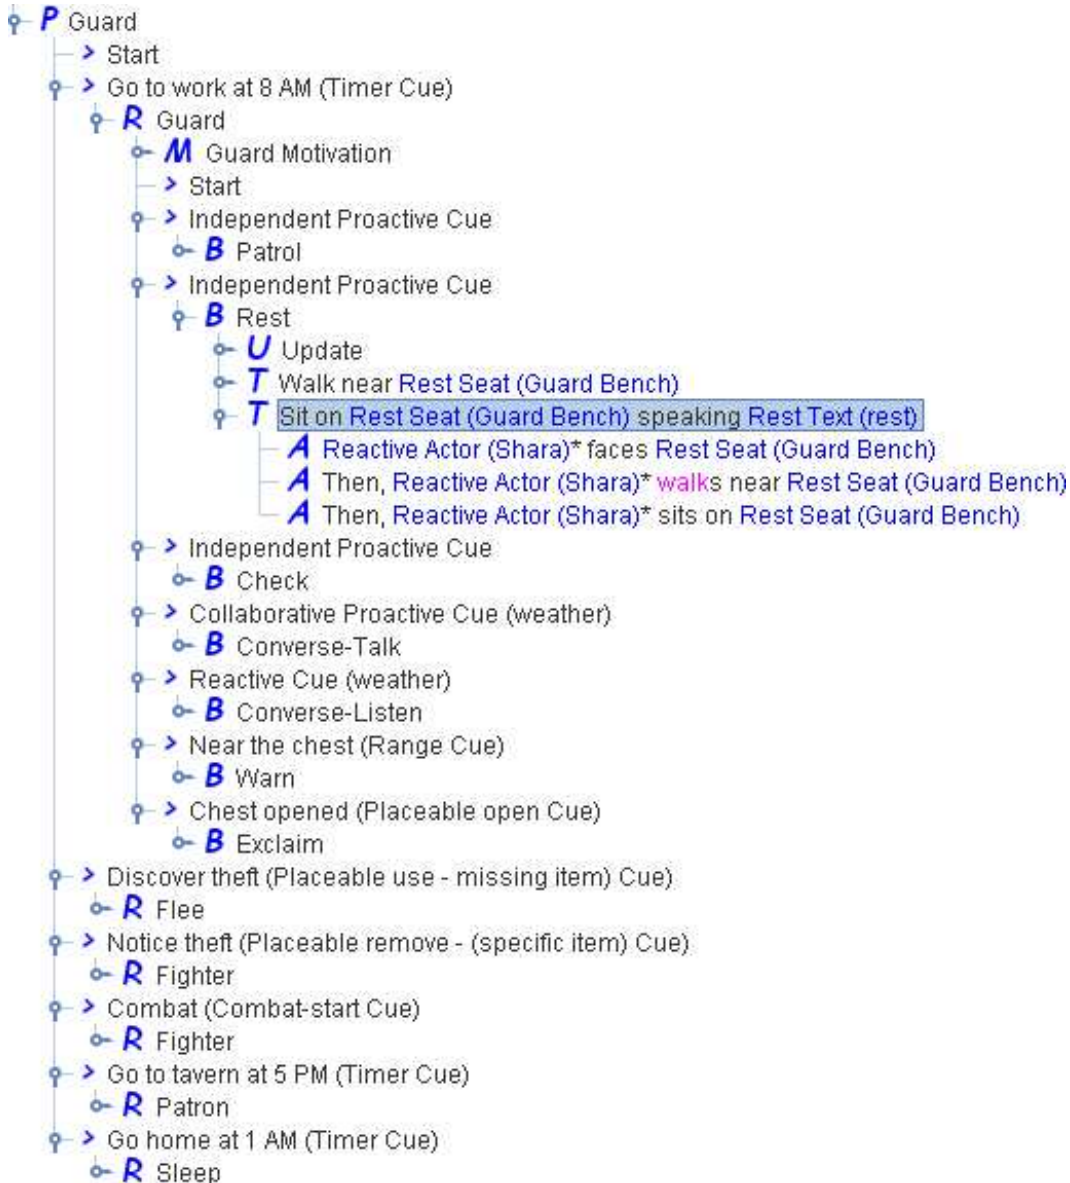 P Guard
> Start
> Go to work at 8 AM (Timer Cue)
R Guard
M Guard Motivation
> Start
> Independent Proactive Cue
B Patrol
> Independent Proactive Cue
B Rest
U Update
T Walk near Rest Seat (Guard Bench)
T Sit on Rest Seat (Guard Bench) speaking Rest Text (rest)
A Reactive Actor (Shara)* faces Rest Seat (Guard Bench)
A Then, Reactive Actor (Shara)* walks near Rest Seat (Guard Bench)
A Then, Reactive Actor (Shara)* sits on Rest Seat (Guard Bench)
> Independent Proactive Cue
B Check
> Collaborative Proactive Cue (weather)
B Converse-Talk
> Reactive Cue (weather)
B Converse-Listen
> Near the chest (Range Cue)
B Warn
> Chest opened (Placeable open Cue)
B Exclaim
> Discover theft (Placeable use - missing item) Cue)
R Flee
> Notice theft (Placeable remove - (specific item) Cue)
R Fighter
> Combat (Combat-start Cue)
R Fighter
> Go to tavern at 5 PM (Timer Cue)
R Patron
> Go home at 1 AM (Timer Cue)
R Sleep